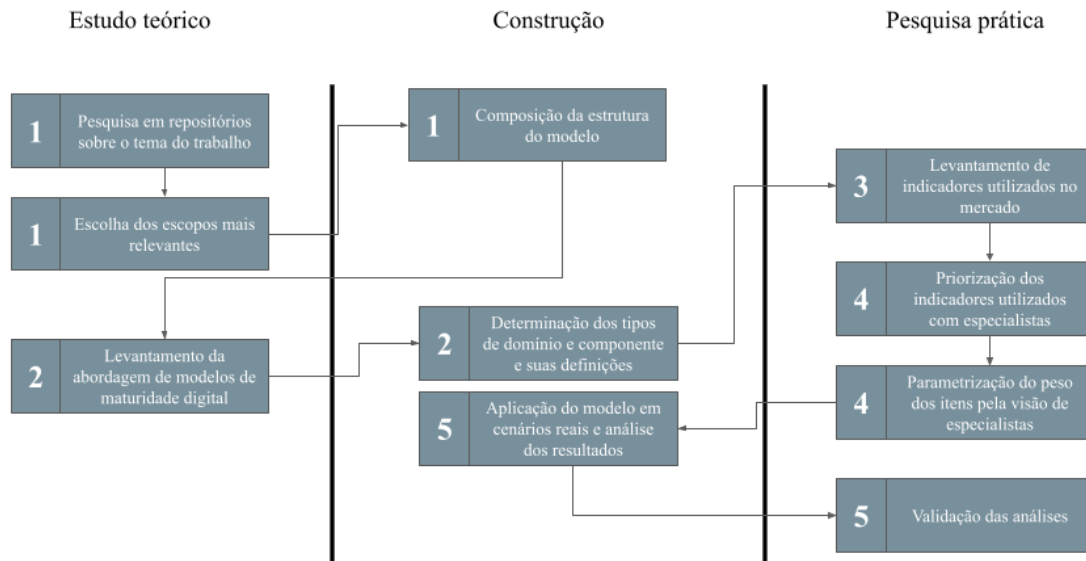 Estudo teórico
Construção
Pesquisa prática
1
Pesquisa em repositórios
sobre o tema do trabalho
1
Escolha dos escopos mais
relevantes
2
Levantamento da
abordagem de modelos de
maturidade digital
1
Composição da estrutura
do modelo
2
Determinação dos tipos
de domínio e componente
e suas definições
5
Aplicação do modelo em
cenários reais e análise
dos resultados
3
Levantamento de
indicadores utilizados no
mercado
4
Priorização dos
indicadores utilizados
com especialistas
4
Parametrização do peso
dos itens pela visão de
especialistas
5
Validação das análises